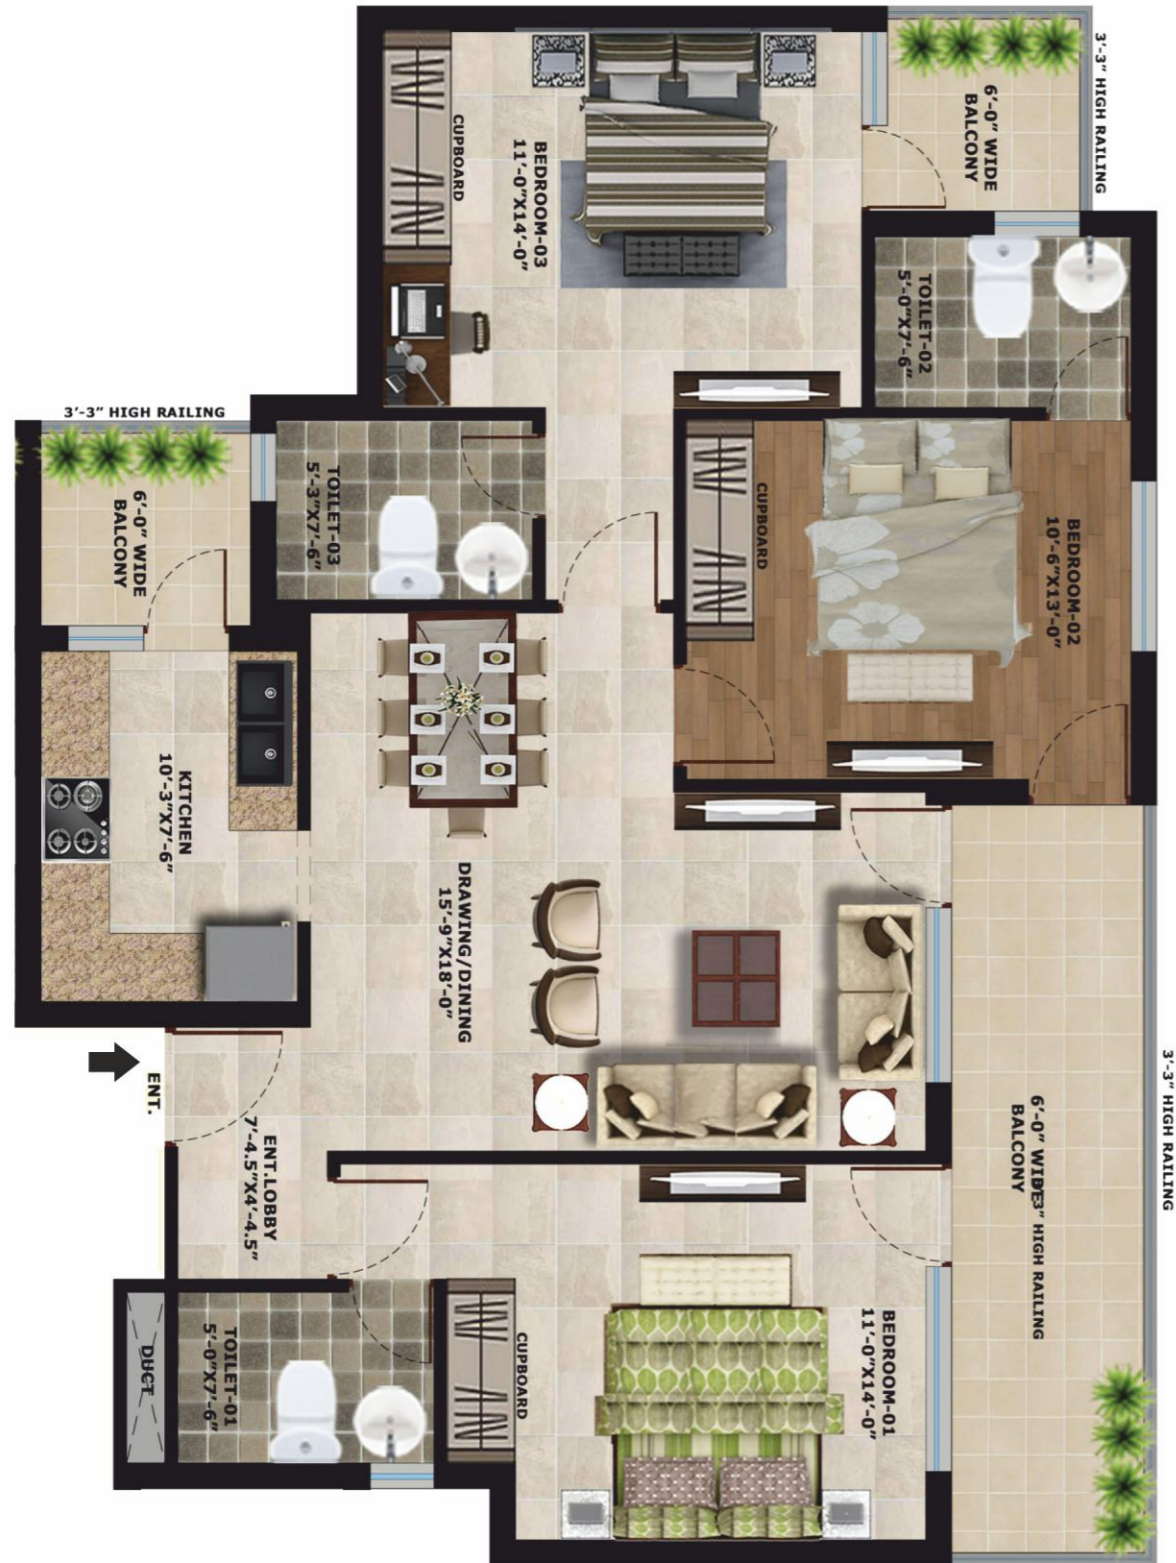 3'-3" HIGH RAILING
6'-0" WIDE
BALCONY
CUPBOARD
BEDROOM-03
11'-0"X14'-0"
TOILET-02
5'-0"X7'-6"
3'-3" HIGH RAILING
6'-0" WIDE
BALCONY
TOILET-03
5'-3"X7'-6"
CUPBOARD
BEDROOM-02
10'-6"X13'-0"
KITCHEN
10'-3"X7'-6"
DRAWING/DINING
15'-9"X18'-0"
ENT.
ENT.LOBBY
7'-4.5"X4'-4.5"
3'-3" HIGH RAILING
6'-0" WIDE
BALCONY
3" HIGH RAILING
BEDROOM-01
11'-0"X14'-0"
CUPBOARD
TOILET-01
5'-0"X7'-6"
DUCT